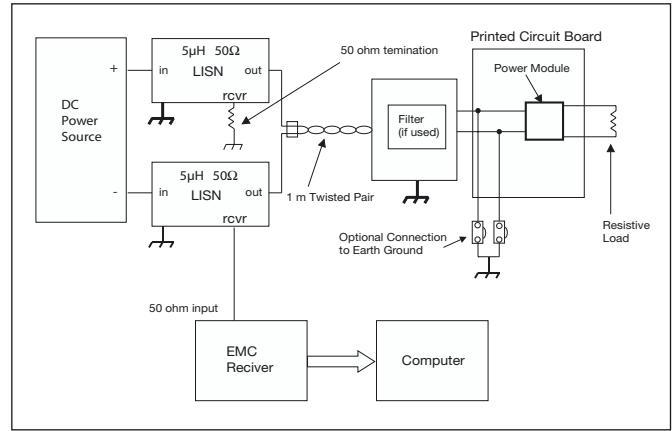 Printed Circuit Board
Power Module
5µH 50Ω
LISN
in
out
rcvr
+
50 ohm temination
DC
Power
Source
Filter
(if used)
-
5µH 50Ω
LISN
in
out
rcvr
1 m Twisted Pair
Optional Connection
to Earth Ground
Resistive
Load
50 ohm input
EMC
Reciver
Computer